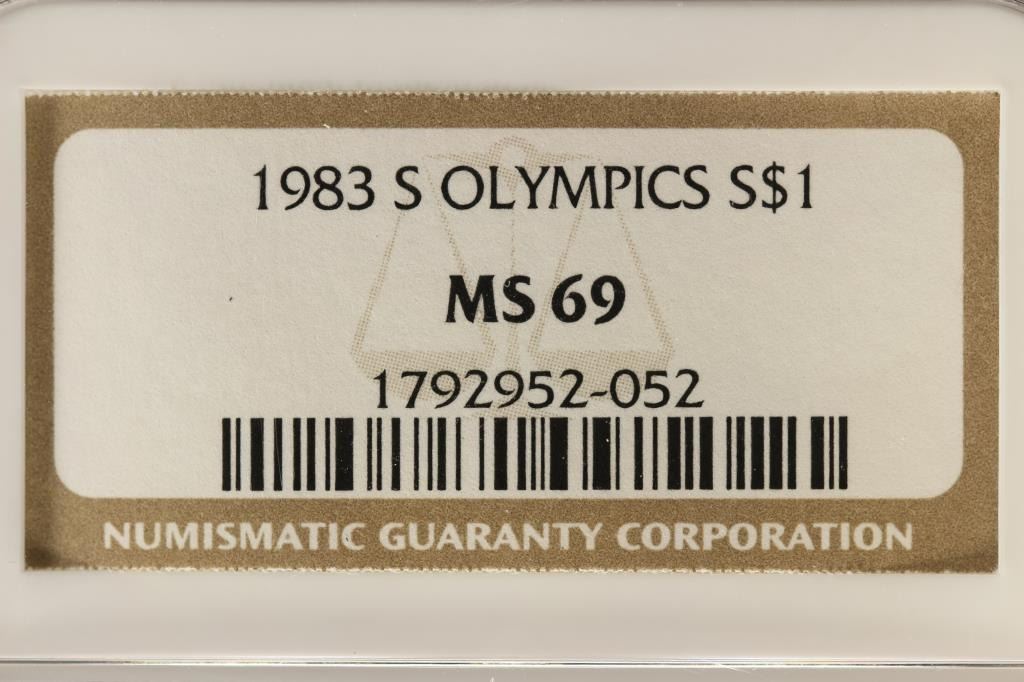 1983 S OLYMPICS S$1
MS 69
1792952-052
NUMISMATIC GUARANTY CORPORATION